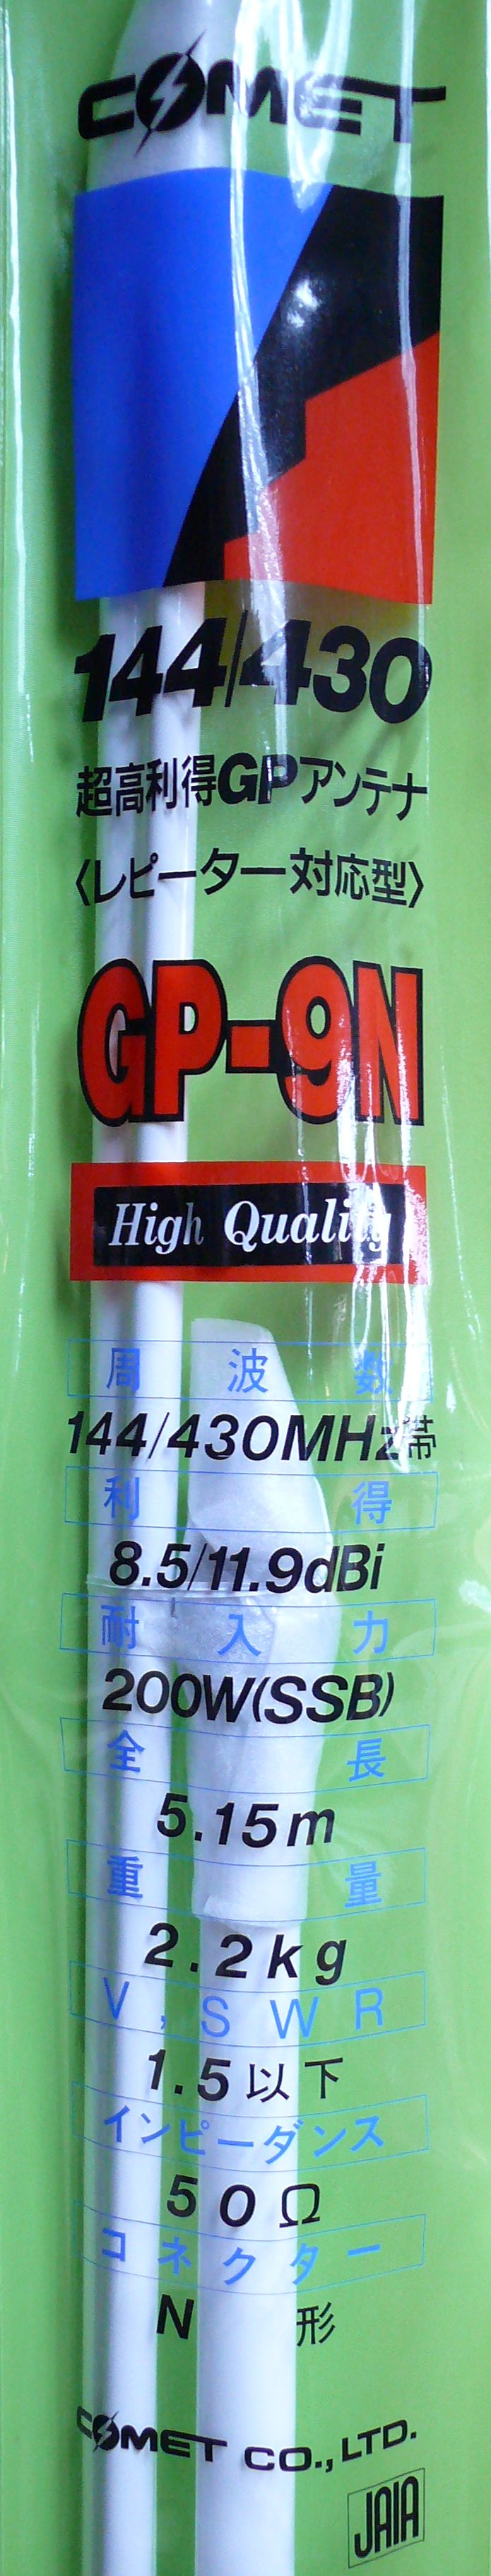 COMET
144/430
超高利得GPアンテナ
〈レピーター対応型〉
GP-9N
High Quality
周波数
144/430MHz帯
利得
8.5/11.9dBi
耐入力
200W(SSB)
全長
5.15m
重量
2.2kg
V,SWR
1.5以下
インピーダンス
50Ω
コネクター
N形
COMET CO., LTD.
JAIA